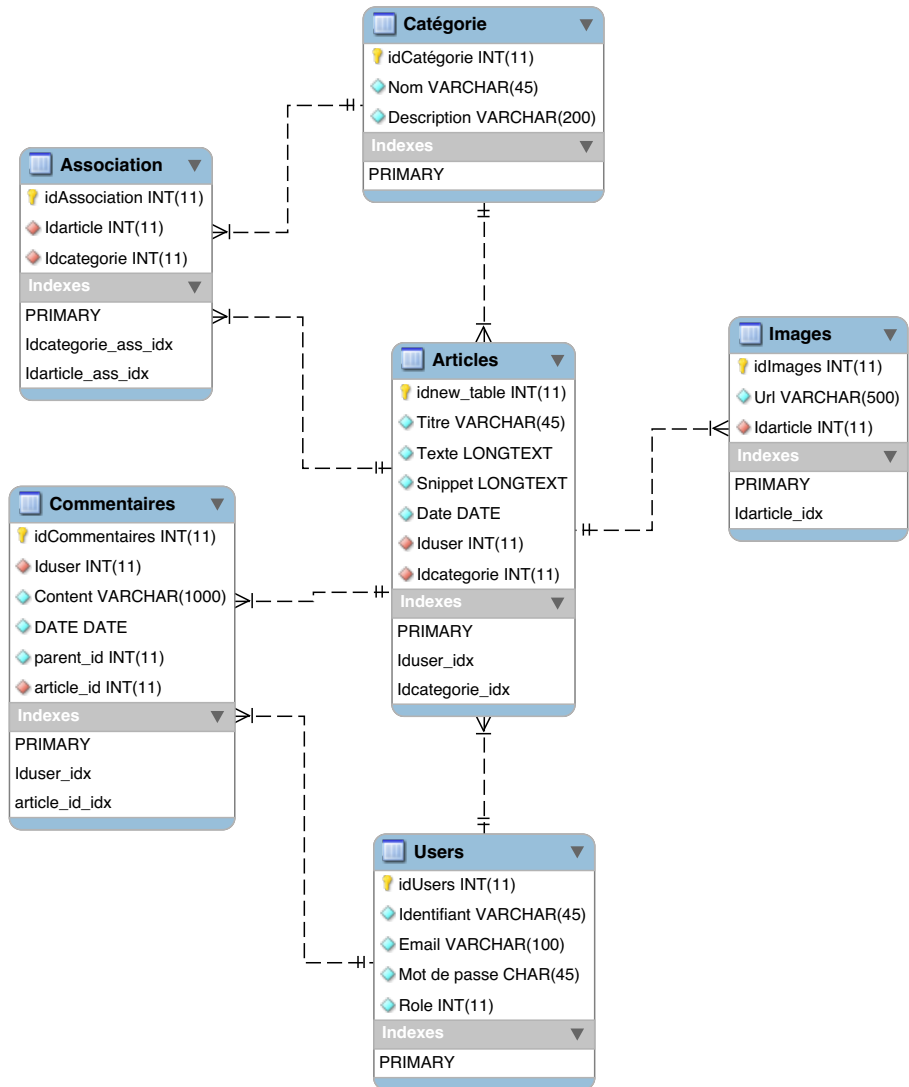 Catégorie
idCatégorie INT(11)
Nom VARCHAR(45)
Description VARCHAR(200)
Indexes
PRIMARY
Association
idAssociation INT(11)
Idarticle INT(11)
Idcategorie INT(11)
Indexes
PRIMARY
Idcategorie_ass_idx
Idarticle_ass_idx
Articles
idnew_table INT(11)
Titre VARCHAR(45)
Texte LONGTEXT
Snippet LONGTEXT
Date DATE
Iduser INT(11)
Idcategorie INT(11)
Indexes
PRIMARY
Iduser_idx
Idcategorie_idx
Images
idImages INT(11)
Url VARCHAR(500)
Idarticle INT(11)
Indexes
PRIMARY
Idarticle_idx
Commentaires
idCommentaires INT(11)
Iduser INT(11)
Content VARCHAR(1000)
DATE DATE
parent_id INT(11)
article_id INT(11)
Indexes
PRIMARY
Iduser_idx
article_id_idx
Users
idUsers INT(11)
Identifiant VARCHAR(45)
Email VARCHAR(100)
Mot de passe CHAR(45)
Role INT(11)
Indexes
PRIMARY